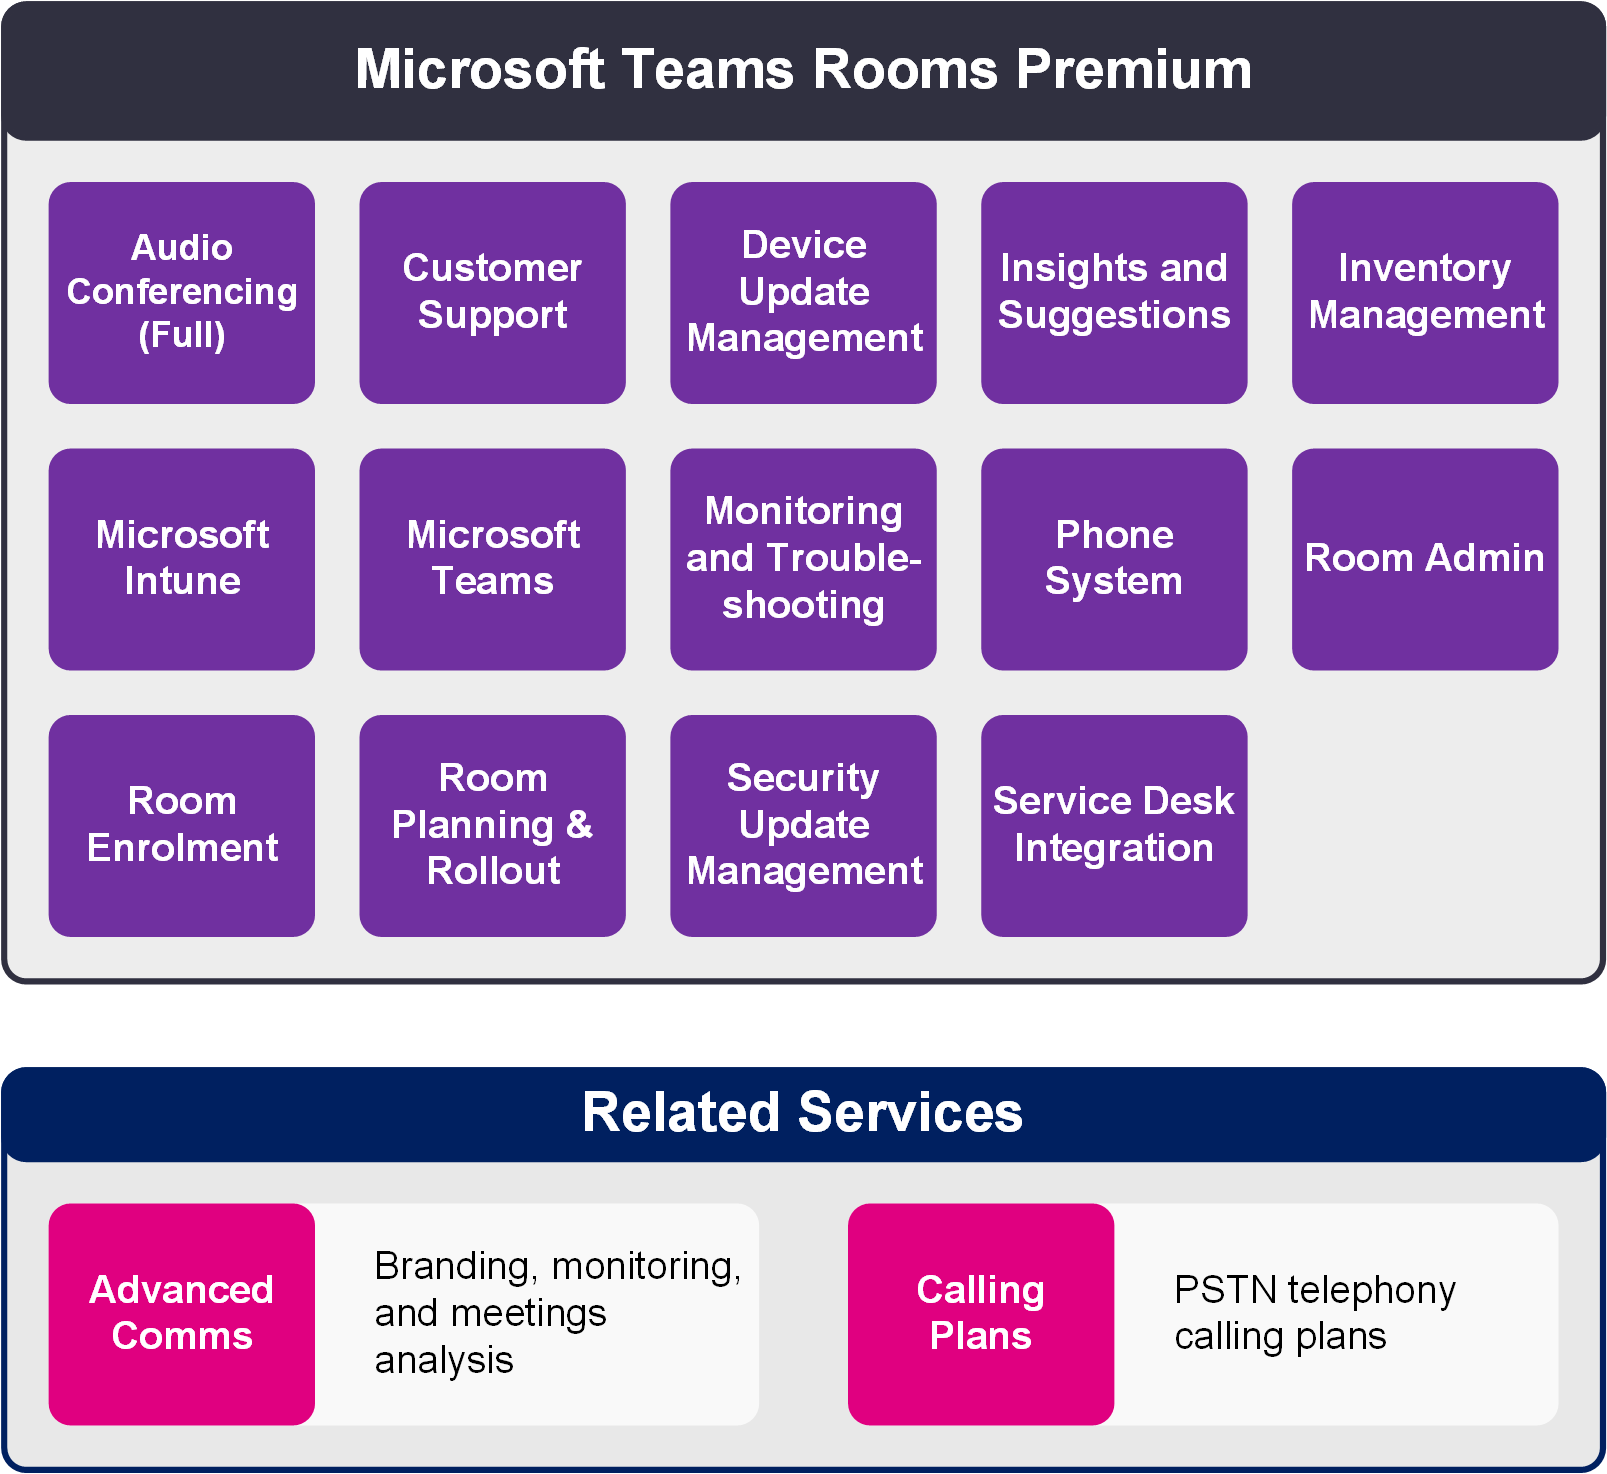 Microsoft Teams Rooms Premium
Audio
Conferencing
(Full)
Customer
Support
Device
Update
Management
Insights and
Suggestions
Inventory
Management
Microsoft
Intune
Microsoft
Teams
Monitoring
and Trouble-
shooting
Phone
System
Room Admin
Room
Enrolment
Room
Planning &
Rollout
Security
Update
Management
Service Desk
Integration
Related Services
Advanced
Comms
Branding, monitoring,
and meetings
analysis
Calling
Plans
PSTN telephony
calling plans